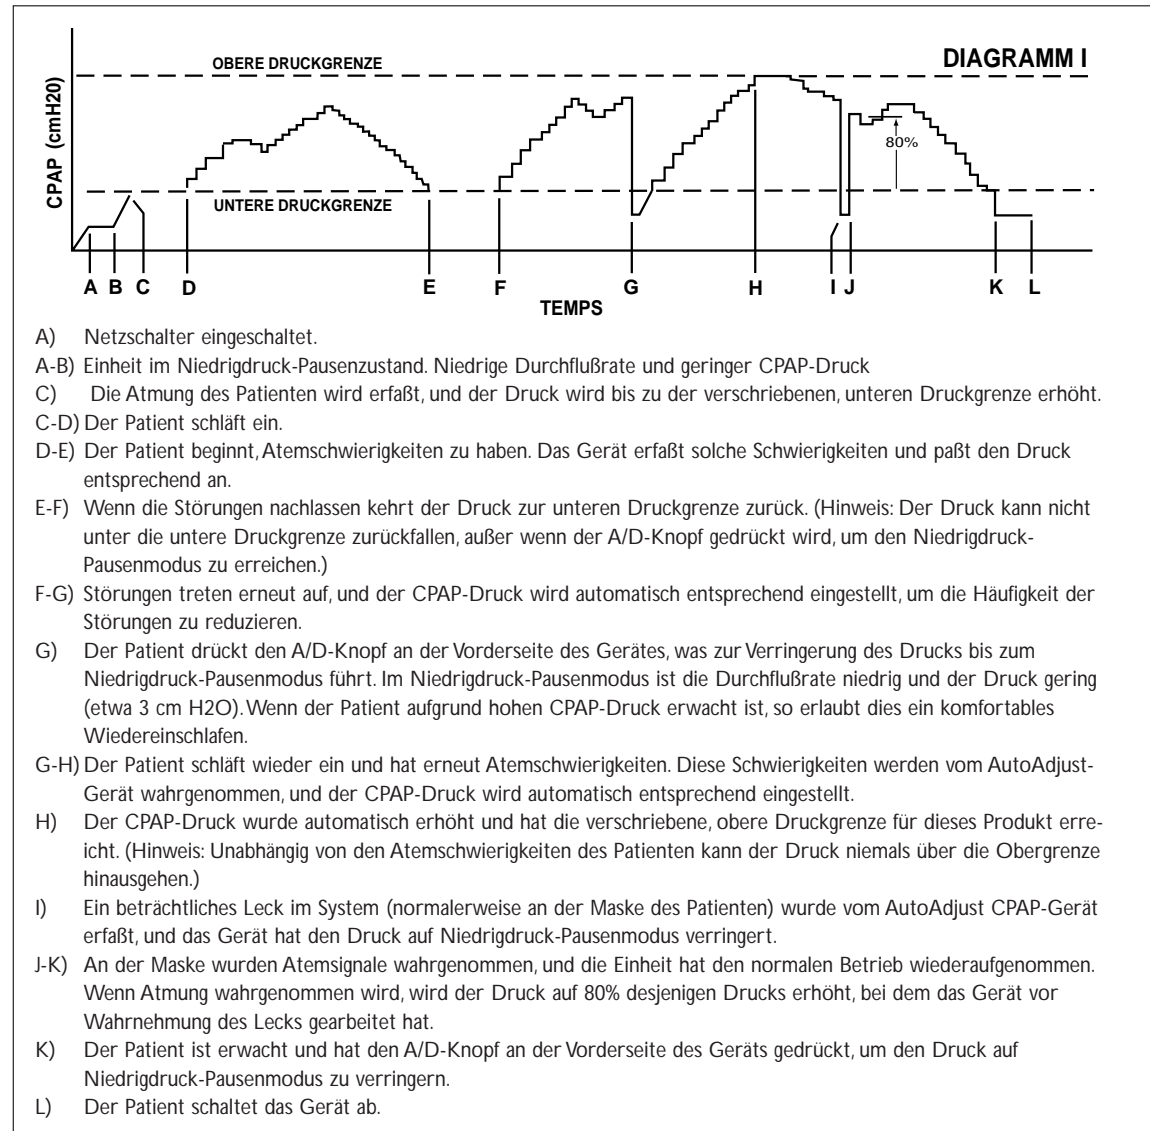 DIAGRAMM I
OBERE DRUCKGRENZE
CPAP (cmH20)
80%
UNTERE DRUCKGRENZE
A B C D E F G H I J K L
TEMPS
A) Netzschalter eingeschaltet.
A-B) Einheit im Niedrigdruck-Pausenzustand. Niedrige Durchflußrate und geringer CPAP-Druck
C) Die Atmung des Patienten wird erfaßt, und der Druck wird bis zu der verschriebenen, unteren Druckgrenze erhöht.
C-D) Der Patient schläft ein.
D-E) Der Patient beginnt, Atemschwierigkeiten zu haben. Das Gerät erfaßt solche Schwierigkeiten und paßt den Druck
entsprechend an.
E-F) Wenn die Störungen nachlassen kehrt der Druck zur unteren Druckgrenze zurück. (Hinweis: Der Druck kann nicht
unter die untere Druckgrenze zurückfallen, außer wenn der A/D-Knopf gedrückt wird, um den Niedrigdruck-
Pausenmodus zu erreichen.)
F-G) Störungen treten erneut auf, und der CPAP-Druck wird automatisch entsprechend eingestellt, um die Häufigkeit der
Störungen zu reduzieren.
G) Der Patient drückt den A/D-Knopf an der Vorderseite des Gerätes, was zur Verringerung des Drucks bis zum
Niedrigdruck-Pausenmodus führt. Im Niedrigdruck-Pausenmodus ist die Durchflußrate niedrig und der Druck gering
(etwa 3 cm H2O). Wenn der Patient aufgrund hohen CPAP-Druck erwacht ist, so erlaubt dies ein komfortables
Wiedereinschlafen.
G-H) Der Patient schläft wieder ein und hat erneut Atemschwierigkeiten. Diese Schwierigkeiten werden vom AutoAdjust-
Gerät wahrgenommen, und der CPAP-Druck wird automatisch entsprechend eingestellt.
H) Der CPAP-Druck wurde automatisch erhöht und hat die verschriebene, obere Druckgrenze für dieses Produkt erre-
icht. (Hinweis: Unabhängig von den Atemschwierigkeiten des Patienten kann der Druck niemals über die Obergrenze
hinausgehen.)
I) Ein beträchtliches Leck im System (normalerweise an der Maske des Patienten) wurde vom AutoAdjust CPAP-Gerät
erfaßt, und das Gerät hat den Druck auf Niedrigdruck-Pausenmodus verringert.
J-K) An der Maske wurden Atemsignale wahrgenommen, und die Einheit hat den normalen Betrieb wiederaufgenommen.
Wenn Atmung wahrgenommen wird, wird der Druck auf 80% desjenigen Drucks erhöht, bei dem das Gerät vor
Wahrnehmung des Lecks gearbeitet hat.
K) Der Patient ist erwacht und hat den A/D-Knopf an der Vorderseite des Geräts gedrückt, um den Druck auf
Niedrigdruck-Pausenmodus zu verringern.
L) Der Patient schaltet das Gerät ab.